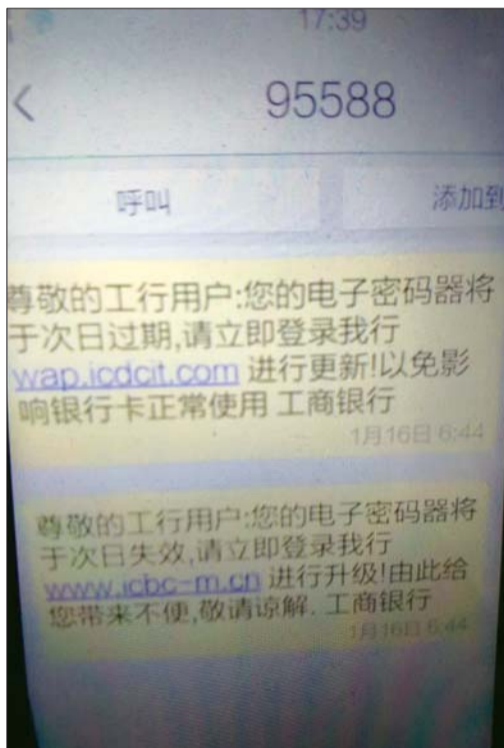 17:39
95588
呼叫
添加到
尊敬的工行用户:您的电子密码器将
于次日过期,请立即登录我行
wap.icdcit.com 进行更新!以免影
响银行卡正常使用 工商银行
1月16日 6:44
尊敬的工行用户:您的电子密码器将
于次日失效,请立即登录我行
www.icbc-m.cn 进行升级!由此给
您带来不便,敬请谅解. 工商银行
1月16日 6:44